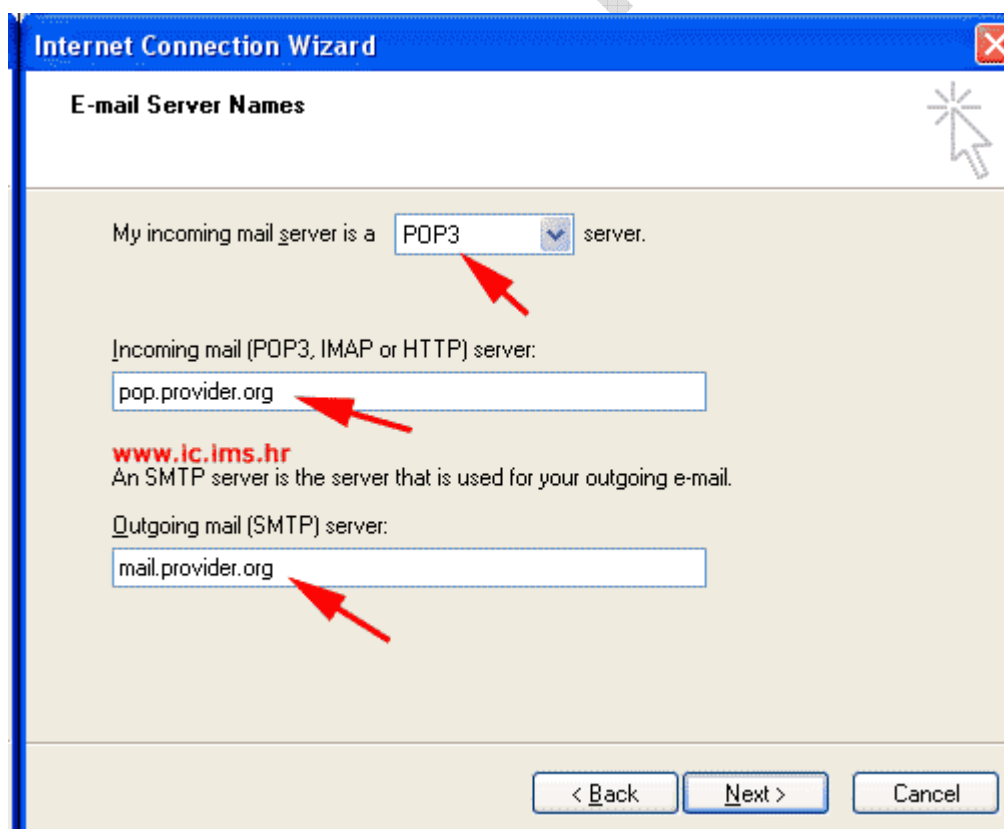 Internet Connection Wizard
E-mail Server Names
My incoming mail server is a POP3 server.
Incoming mail (POP3, IMAP or HTTP) server:
pop.provider.org
www.ic.ims.hr
An SMTP server is the server that is used for your outgoing e-mail.
Outgoing mail (SMTP) server:
mail.provider.org
< Back Next > Cancel